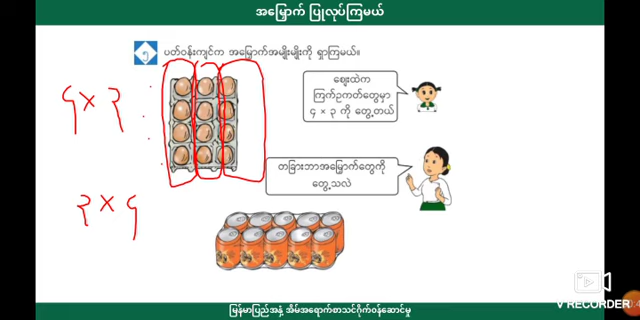 အမြှောက် ပြုလုပ်ကြမယ်
၅ ပတ်ဝန်းကျင်က အမြှောက်အမျိုးမျိုးကို ရှာကြမယ်။
ဈေးထဲက
ကြက်ဥကတ်တွေမှာ
၄ × ၃ ကို တွေ့တယ်
၄ × ၃
တခြားဘာအမြှောက်တွေကို
တွေ့သလဲ
၃ × ၄
မြန်မာပြည်အနှံ့ အိမ်အရောက်စာသင်ဝိုက်ဝန်ဆောင်မှု
V RECORDER